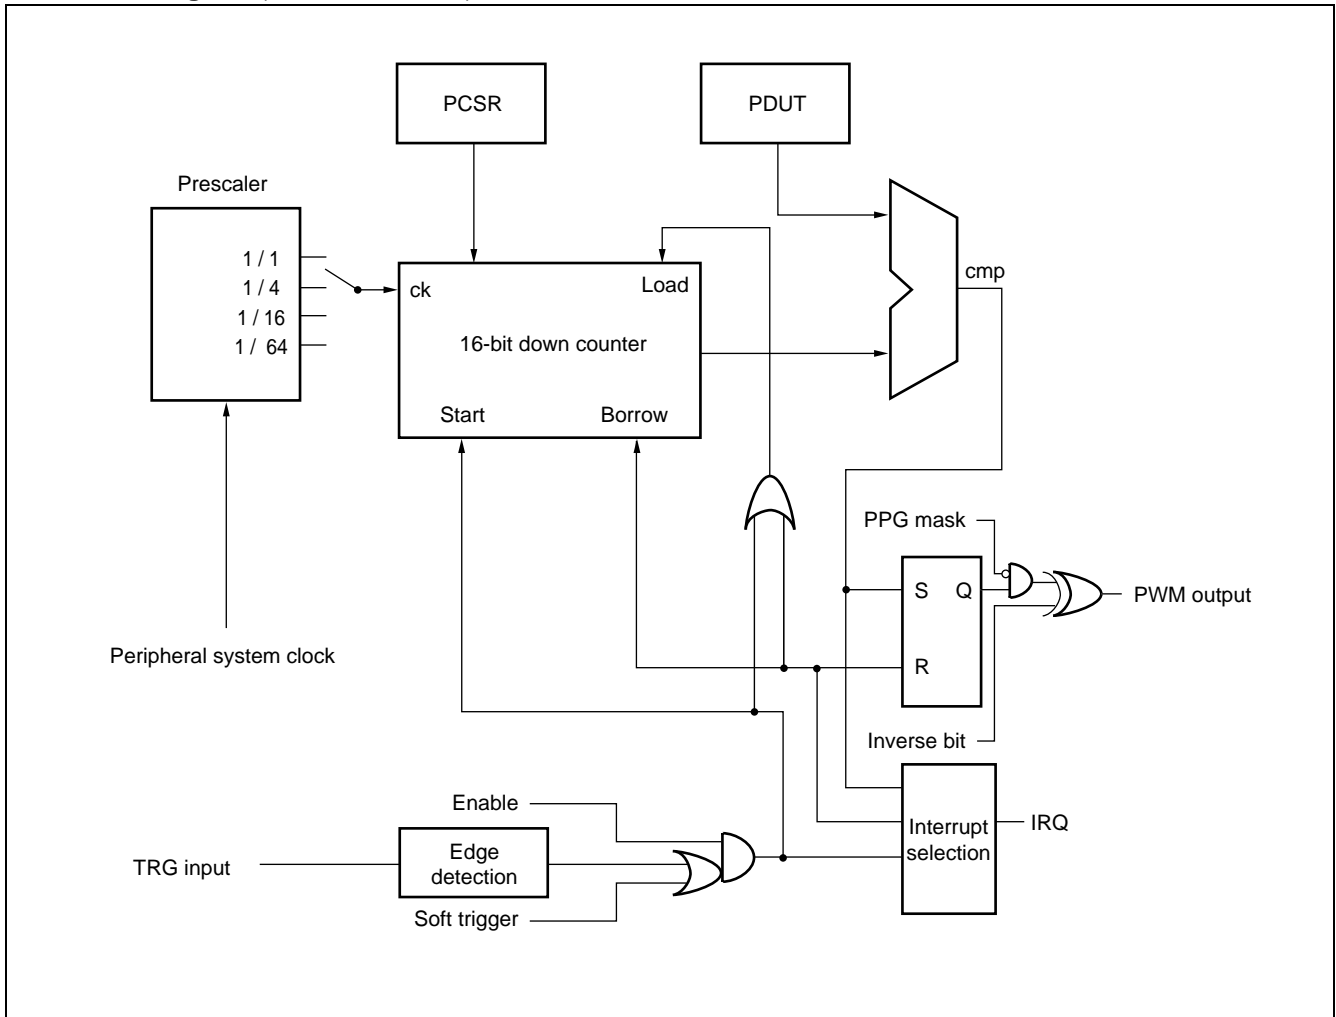 PCSR
PDUT
Prescaler
1 / 1
1 / 4
1 / 16
1 / 64
ck
Load
16-bit down counter
Start
Borrow
cmp
PPG mask
S
Q
R
PWM output
Peripheral system clock
Inverse bit
Enable
TRG input
Edge
detection
Soft trigger
Interrupt
selection
IRQ